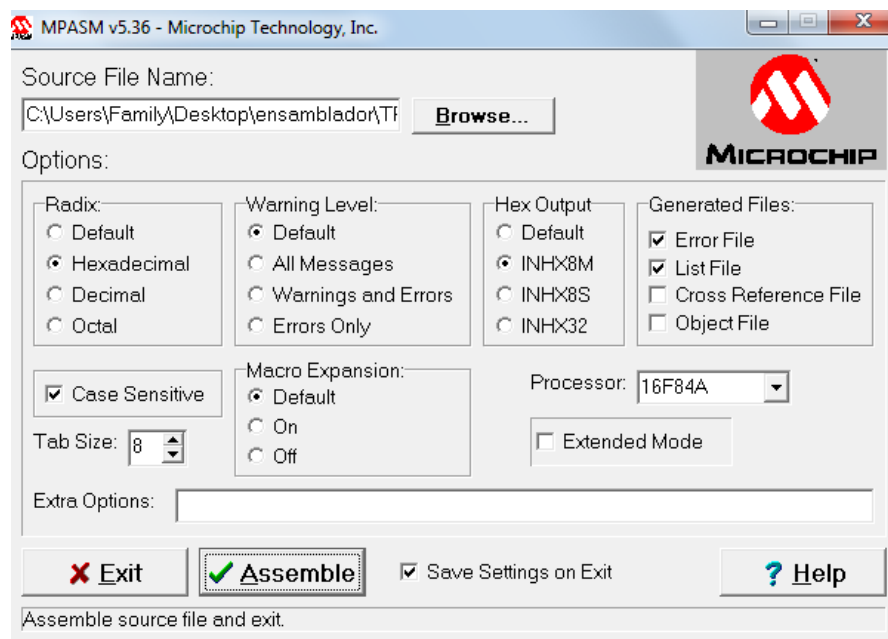 MPASM v5.36 - Microchip Technology, Inc.
Source File Name:
C:\Users\Family\Desktop\ensamblador\TF
Browse...
MICROCHIP
Options:
Radix:
Default
Hexadecimal
Decimal
Octal
Warning Level:
Default
All Messages
Warnings and Errors
Errors Only
Hex Output
Default
INHX8M
INHX8S
INHX32
Generated Files:
Error File
List File
Cross Reference File
Object File
Case Sensitive
Tab Size: 8
Macro Expansion:
Default
On
Off
Processor: 16F84A
Extended Mode
Extra Options:
Exit
Assemble
Save Settings on Exit
? Help
Assemble source file and exit.